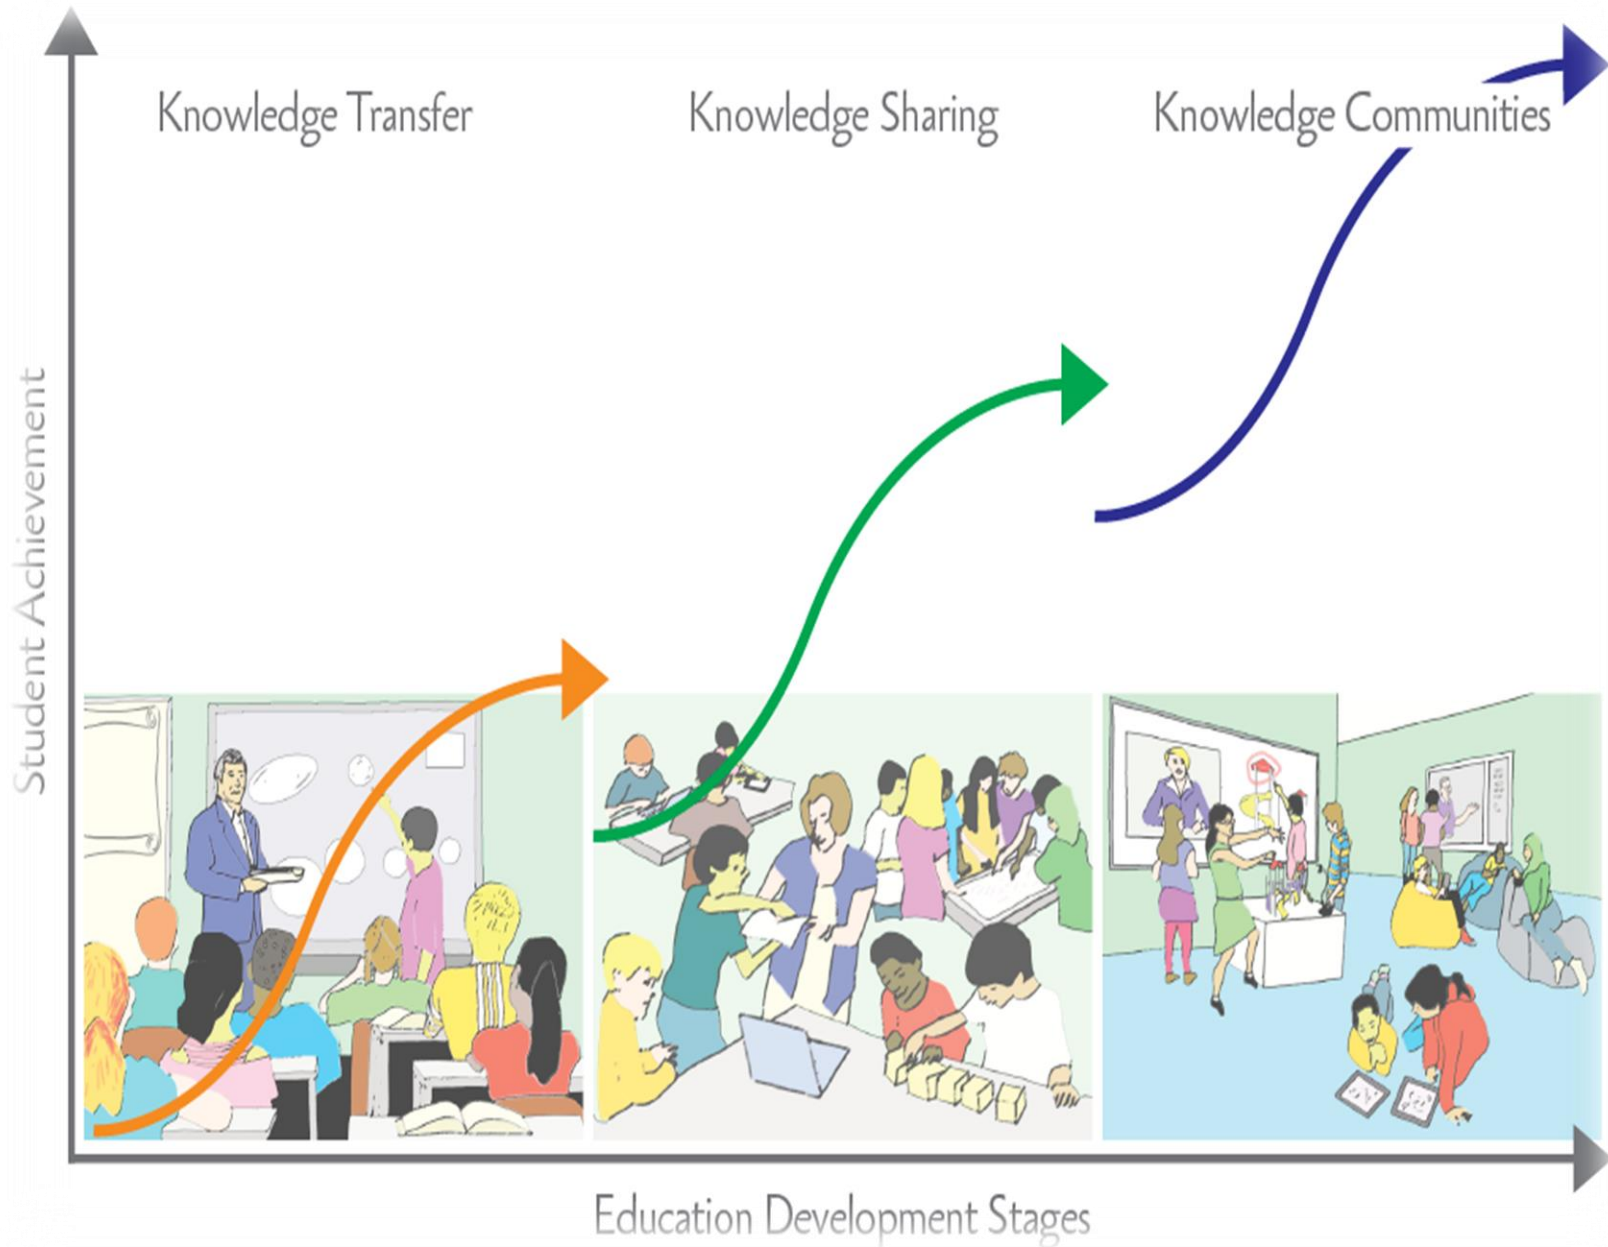 Knowledge Transfer
Knowledge Sharing
Knowledge Communities
Student Achievement
Education Development Stages